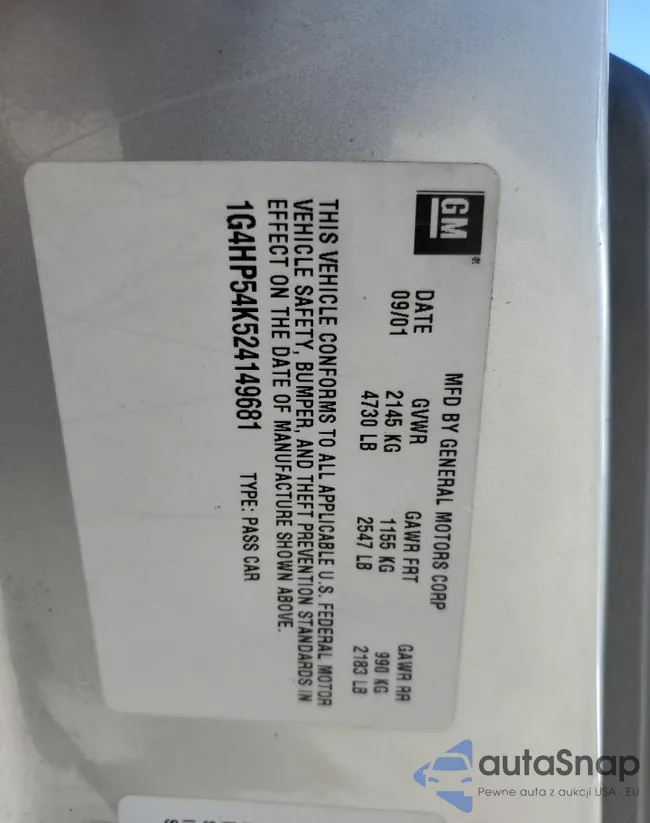 GM
MFD BY GENERAL MOTORS CORP
DATE GVWR GAWR FRT GAWR RR
09/01 2145 KG 1155 KG 990 KG
4730 LB 2547 LB 2183 LB
THIS VEHICLE CONFORMS TO ALL APPLICABLE U.S. FEDERAL MOTOR
VEHICLE SAFETY, BUMPER, AND THEFT PREVENTION STANDARDS IN
EFFECT ON THE DATE OF MANUFACTURE SHOWN ABOVE.
1G4HP54K524149681 TYPE: PASS CAR
autaSnap
Pewne auta z aukcji USA - EU